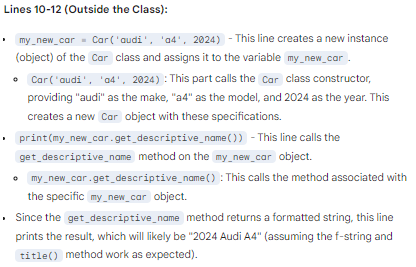 Lines 10-12 (Outside the Class):
• my_new_car = Car('audi', 'a4', 2024) - This line creates a new instance
(object) of the Car class and assigns it to the variable my_new_car.
○ Car('audi', 'a4', 2024): This part calls the Car class constructor,
providing "audi" as the make, "a4" as the model, and 2024 as the year. This
creates a new Car object with these specifications.
• print(my_new_car.get_descriptive_name()) - This line calls the
get_descriptive_name method on the my_new_car object.
○ my_new_car.get_descriptive_name(): This calls the method associated with
the specific my_new_car object.
• Since the get_descriptive_name method returns a formatted string, this line
prints the result, which will likely be "2024 Audi A4" (assuming the f-string and
title() method work as expected).